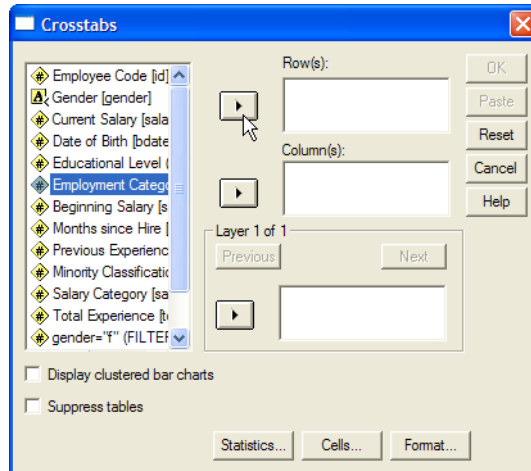 Crosstabs
Employee Code [id]
Gender [gender]
Current Salary [sala
Date of Birth [bdate
Educational Level (
Employment Catego
Beginning Salary [s
Months since Hire [
Previous Experienc
Minority Classificatic
Salary Category [sa
Total Experience [t
gender="f" (FILTEF
Row(s):
Column(s):
Layer 1 of 1
Previous
Next
OK
Paste
Reset
Cancel
Help
Display clustered bar charts
Suppress tables
Statistics...
Cells...
Format...